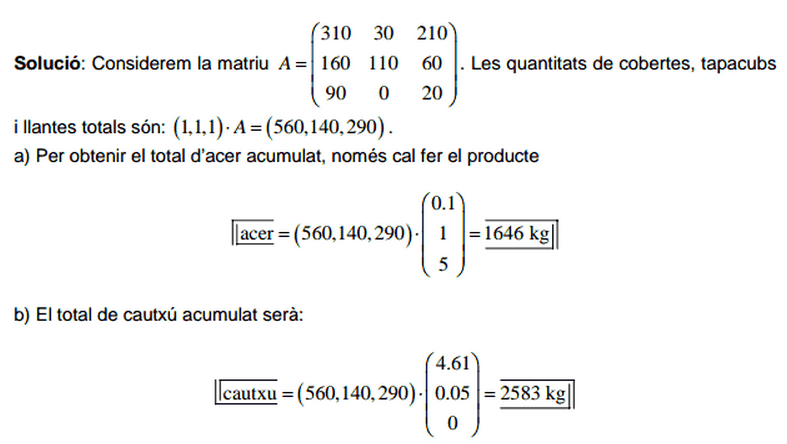 Solució: Considerem la matriu A = (310 30 210
160 110 60
90 0 20). Les quantitats de cobertes, tapacubs
i llantes totals són: (1,1,1)·A = (560,140,290).
a) Per obtenir el total d'acer acumulat, només cal fer el producte
acer = (560,140,290)·(0.1
1
5) = 1646 kg
b) El total de cautxú acumulat serà:
cautxu = (560,140,290)·(4.61
0.05
0) = 2583 kg